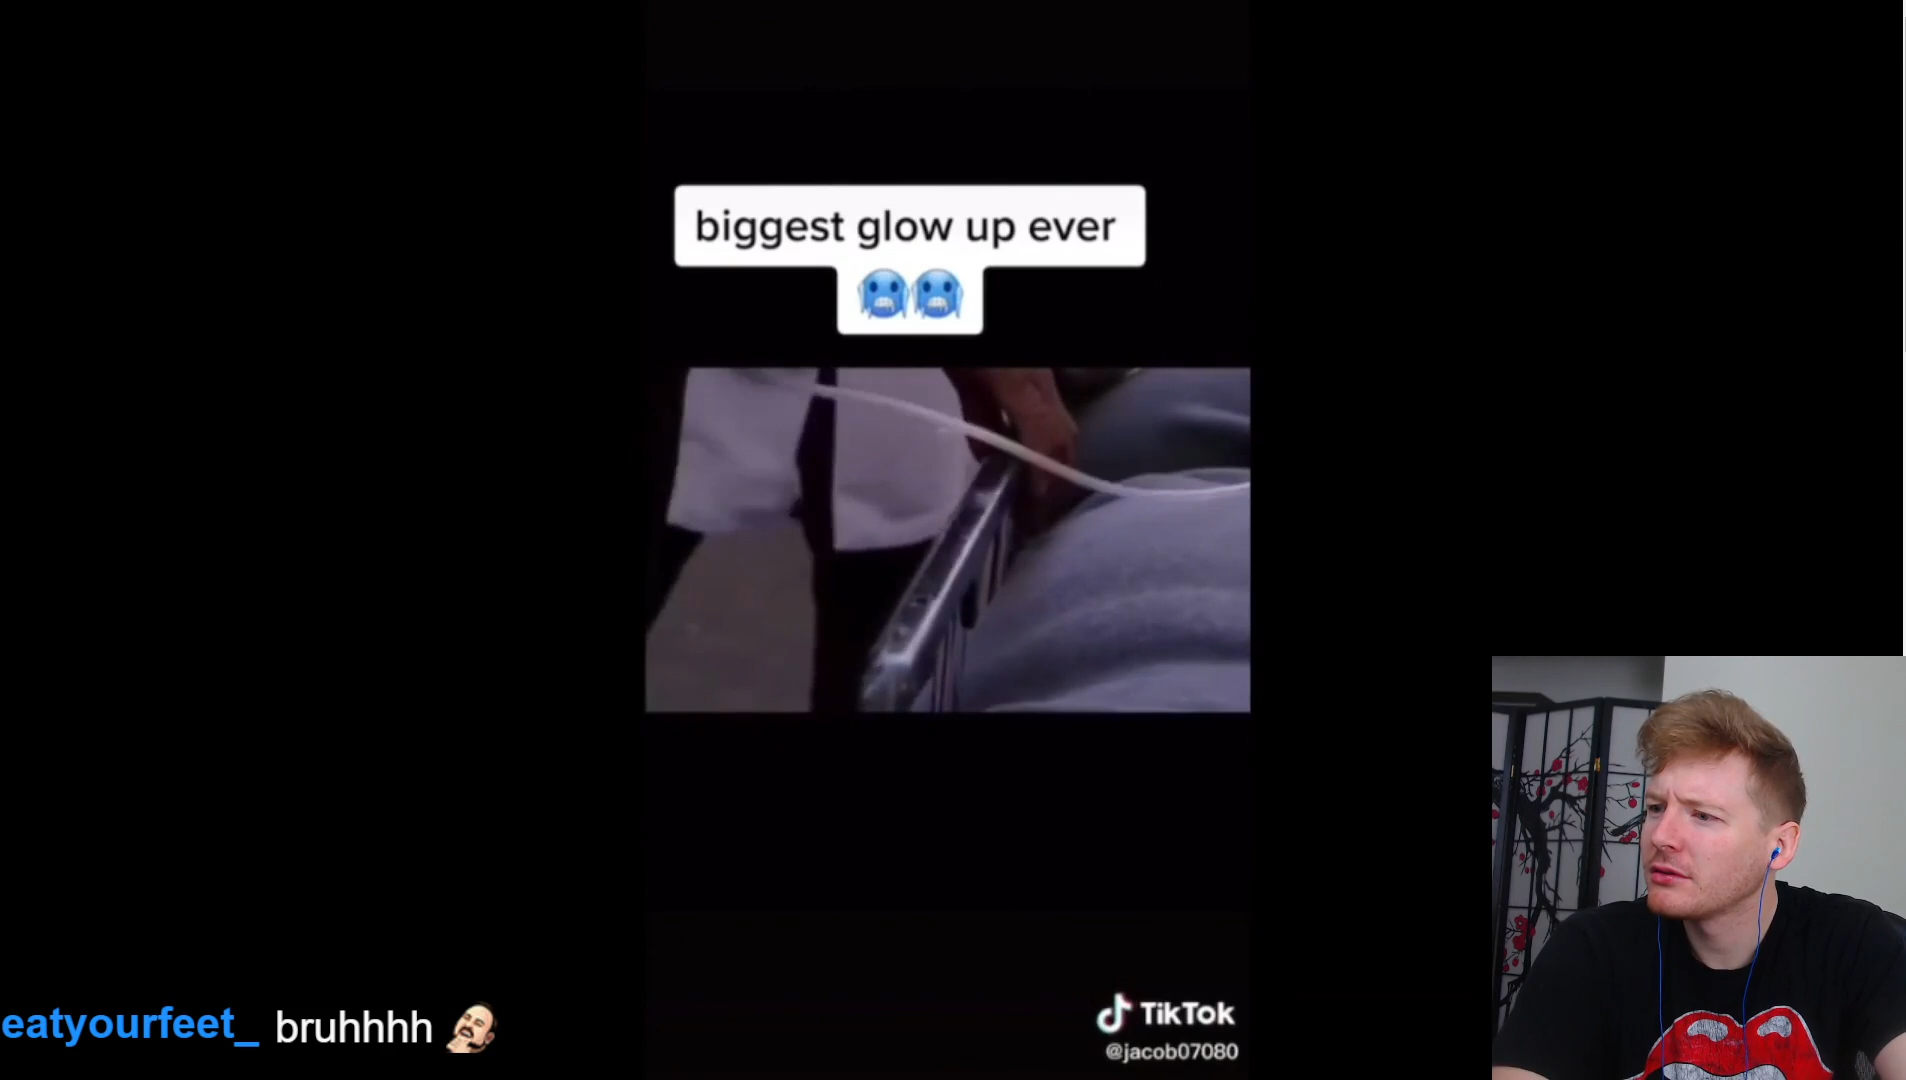 biggest glow up ever
🥶🥶
TikTok
@jacob07080
eatyourfeet_ bruhhhh